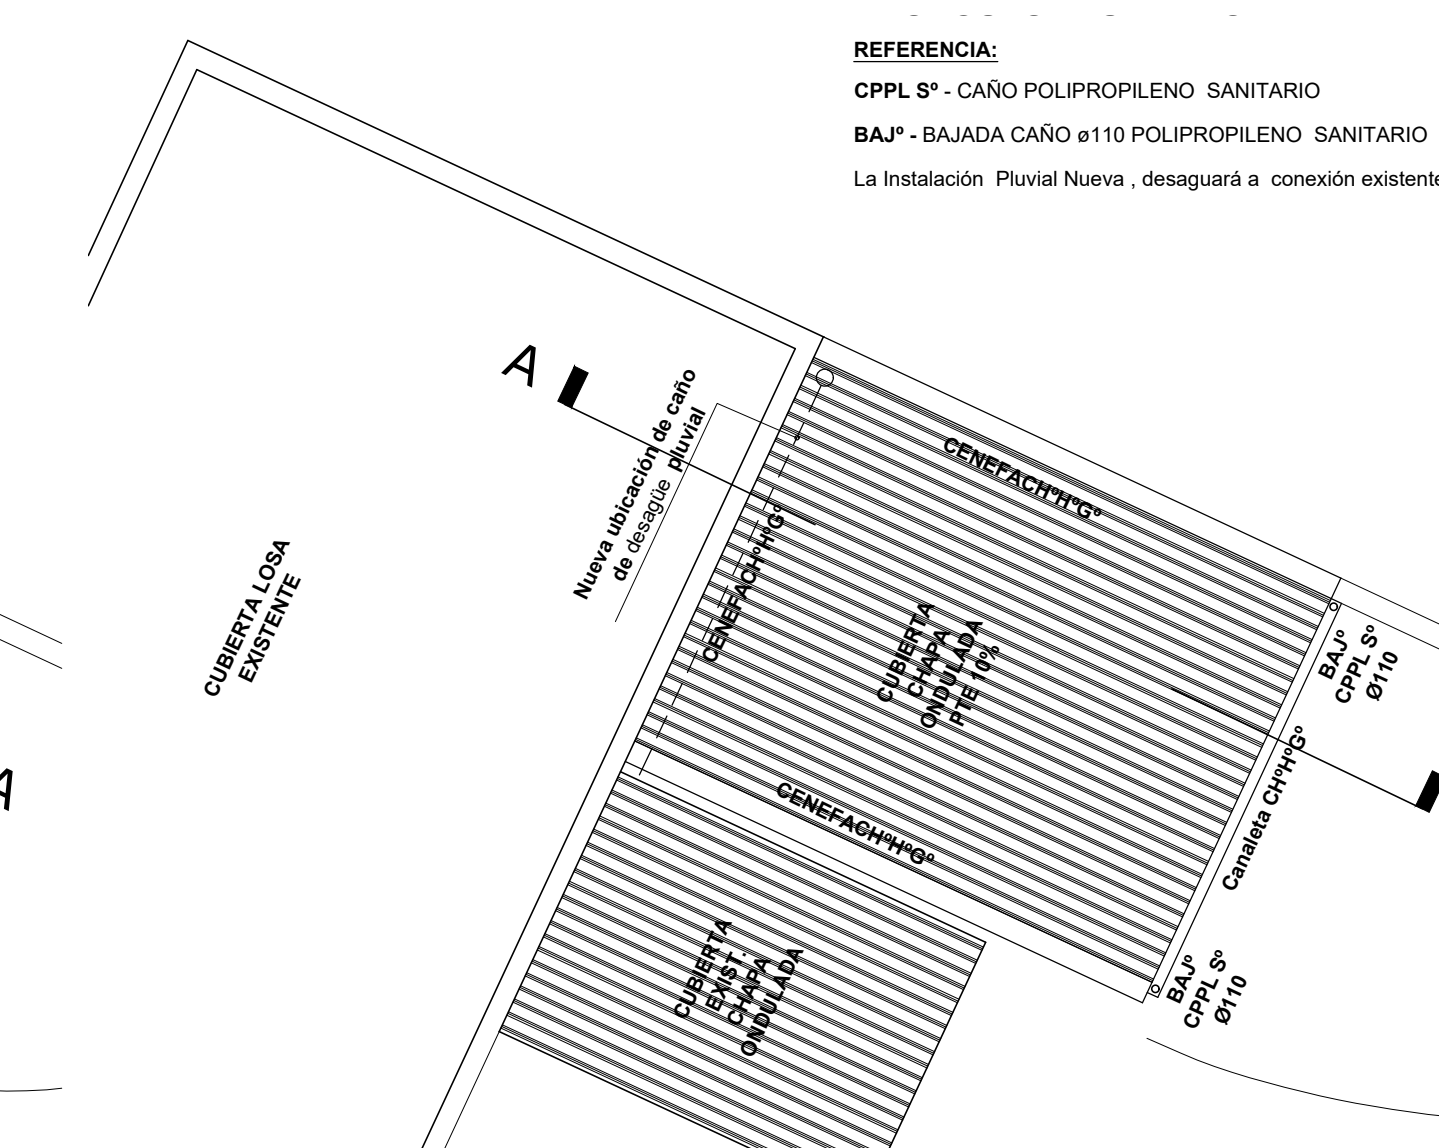 REFERENCIA:
CPPL Sº - CAÑO POLIPROPILENO SANITARIO
BAJº - BAJADA CAÑO ø110 POLIPROPILENO SANITARIO
La Instalación Pluvial Nueva , desaguará a conexión existente
A
Nueva ubicación de caño
de desagüe pluvial
CENEFACHºHºGº
CENEFACHºHºGº
CUBIERTA LOSA
EXISTENTE
CUBIERTA
CHAPA
ONDULADA
PTE 10%
BAJº
CPPL Sº
Ø110
Canaleta CHºHºGº
A
CENEFACHºHºGº
CUBIERTA
EXIST.
CHAPA
ONDULADA
BAJº
CPPL Sº
Ø110